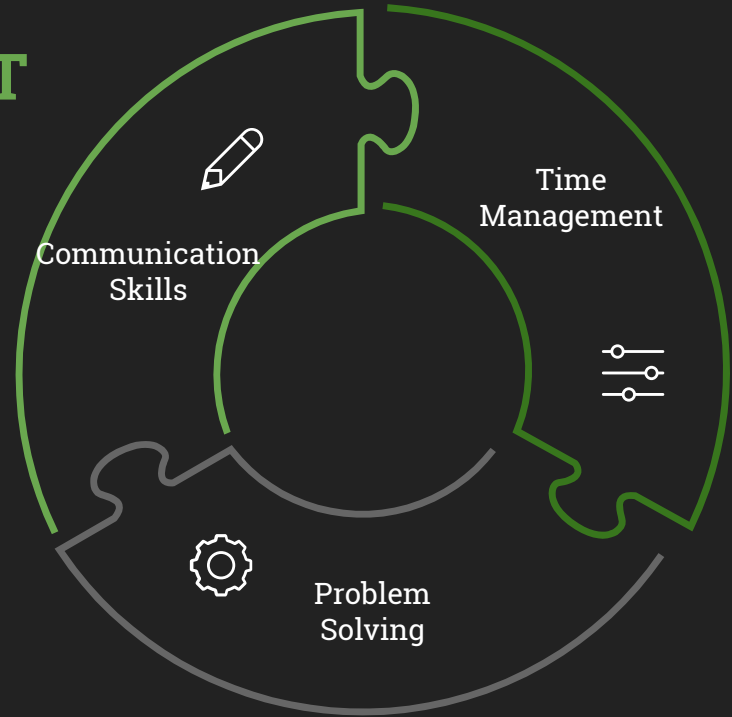 T
Time
Management
Communication
Skills
Problem
Solving